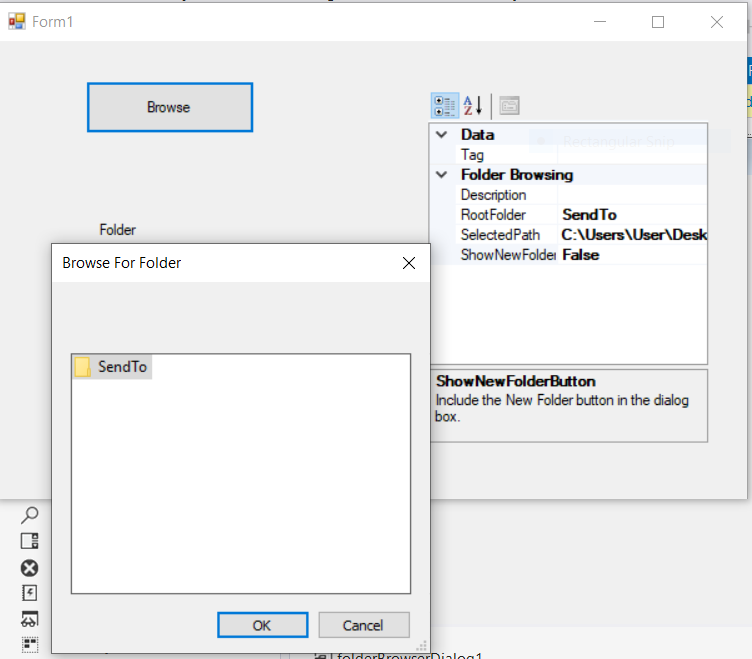 Form1
Browse
Data
Tag
Folder Browsing
Description
RootFolder SendTo
SelectedPath C:\Users\User\Desk
ShowNewFolder False
Folder
Browse For Folder
SendTo
ShowNewFolderButton
Include the New Folder button in the dialog
box.
OK Cancel
folderBrowserDialog1